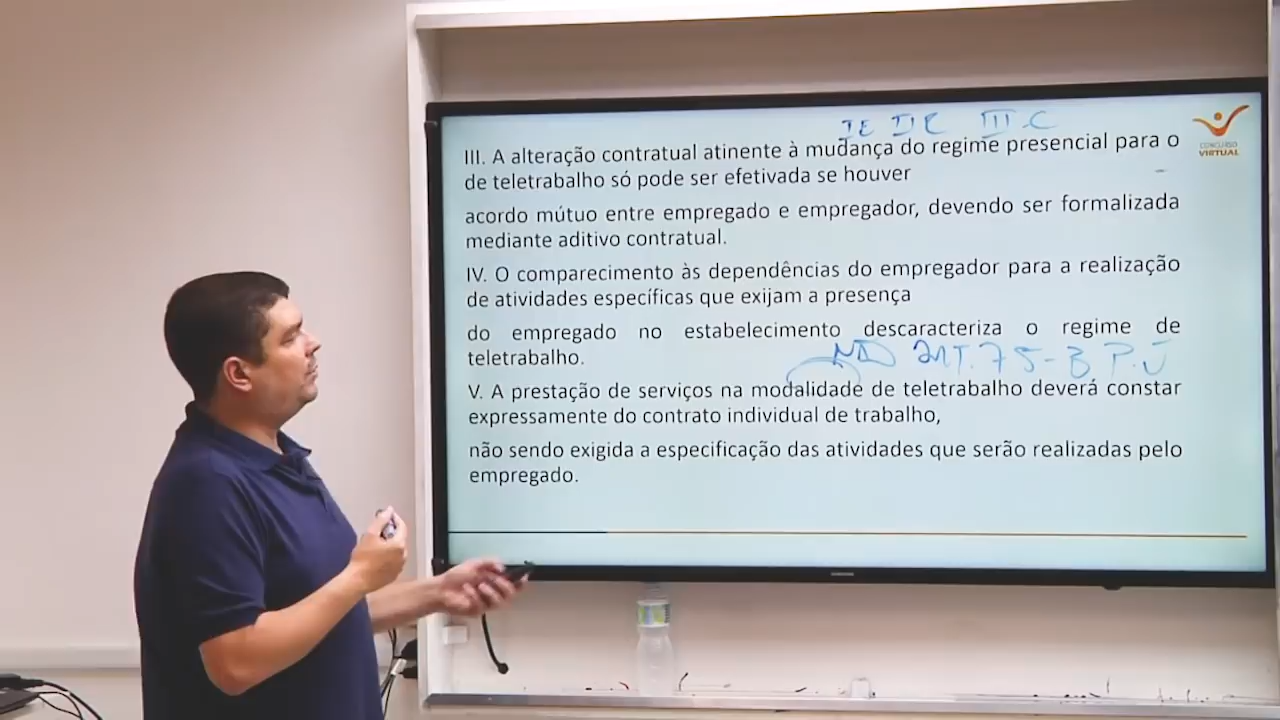 IE IIE III.C
CONCURSO
VIRTUAL
III. A alteração contratual atinente à mudança do regime presencial para o
de teletrabalho só pode ser efetivada se houver
acordo mútuo entre empregado e empregador, devendo ser formalizada
mediante aditivo contratual.
IV. O comparecimento às dependências do empregador para a realização
de atividades específicas que exijam a presença
do empregado no estabelecimento descaracteriza o regime de
teletrabalho.
75-B P.U
V. A prestação de serviços na modalidade de teletrabalho deverá constar
expressamente do contrato individual de trabalho,
não sendo exigida a especificação das atividades que serão realizadas pelo
empregado.